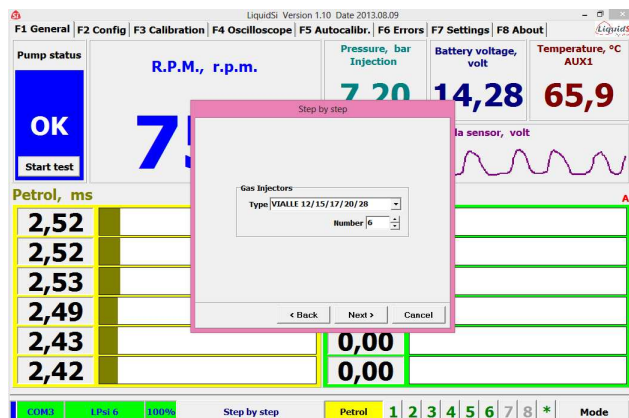 LiquidSi Version 1.10 Date 2013.08.09
F1 General F2 Config F3 Calibration F4 Oscilloscope F5 Autocalibr. F6 Errors F7 Settings F8 About
Pump status
OK
Start test
R.P.M., r.p.m.
Pressure, bar
Injection
7,20
Battery voltage,
volt
14,28
Temperature, °C
AUX1
65,9
sensor, volt
Petrol, ms
2,52
2,52
2,53
2,49
2,43
2,42
Step by step
Gas Injectors
Type VIALLE 12/15/17/20/28
Number 6
< Back Next > Cancel
0,00
0,00
COM3 LPsi 6 100% Step by step Petrol 1 2 3 4 5 6 7 8 * Mode